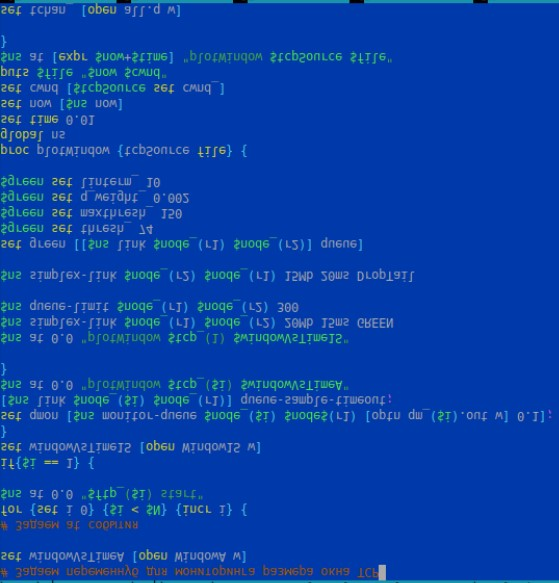 # Задаем переменную для мониторинга размера окна TCP
set windowVsTimeA [open WindowA w]
# Задаем at события
for {set i 0} {$i < $N} {incr i} {
$ns at 0.0 "$ftp_($i) start"
if{$i == 1} {
set windowVsTime1S [open Window1S w]
}
set qmon [$ns monitor-queue $node_($i) $node$(r1) [open qm_($i).out w] 0.1];
[$ns link $node_($i) $node_(r1)] queue-sample-timeout;
$ns at 0.0 "plotWindow $tcp_($i) $windowVsTimeA"
}
$ns at 0.0 "plotWindow $tcp_(1) $windowVsTime1S"
$ns simplex-link $node_(r1) $node_(r2) 20Mb 15ms GREEN
$ns queue-limit $node_(r1) $node_(r2) 300
$ns simplex-link $node_(r2) $node_(r1) 15Mb 20ms DropTail
set green [[$ns link $node_(r1) $node_(r2)] queue]
$green set thresh_ 74
$green set maxthresh_ 150
$green set q_weight_ 0.002
$green set linterm_ 10
proc plotWindow {tcpSource file} {
global ns
set time 0.01
set now [$ns now]
set cwnd [$tcpSource set cwnd_]
puts $file "$now $cwnd"
$ns at [expr $now+$time] "plotWindow $tcpSource $file"
}
set tchan_ [open all.q w]